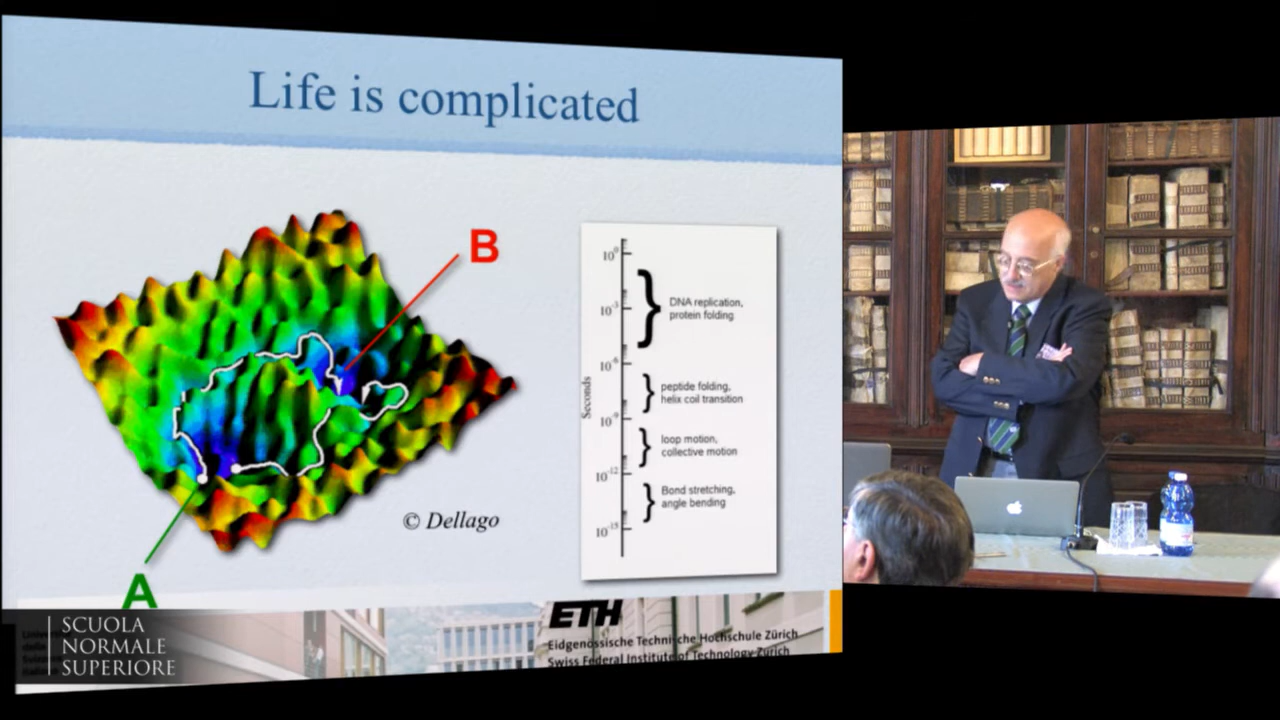 Life is complicated
B
A
© Dellago
Seconds
10⁰
10⁻³
10⁻⁶
10⁻⁹
10⁻¹²
10⁻¹⁵
DNA replication,
protein folding
peptide folding,
helix coil transition
loop motion,
collective motion
Bond stretching,
angle bending
ETH
Eidgenössische Technische Hochschule Zürich
Swiss Federal Institute of Technology Zurich
SCUOLA
NORMALE
SUPERIORE